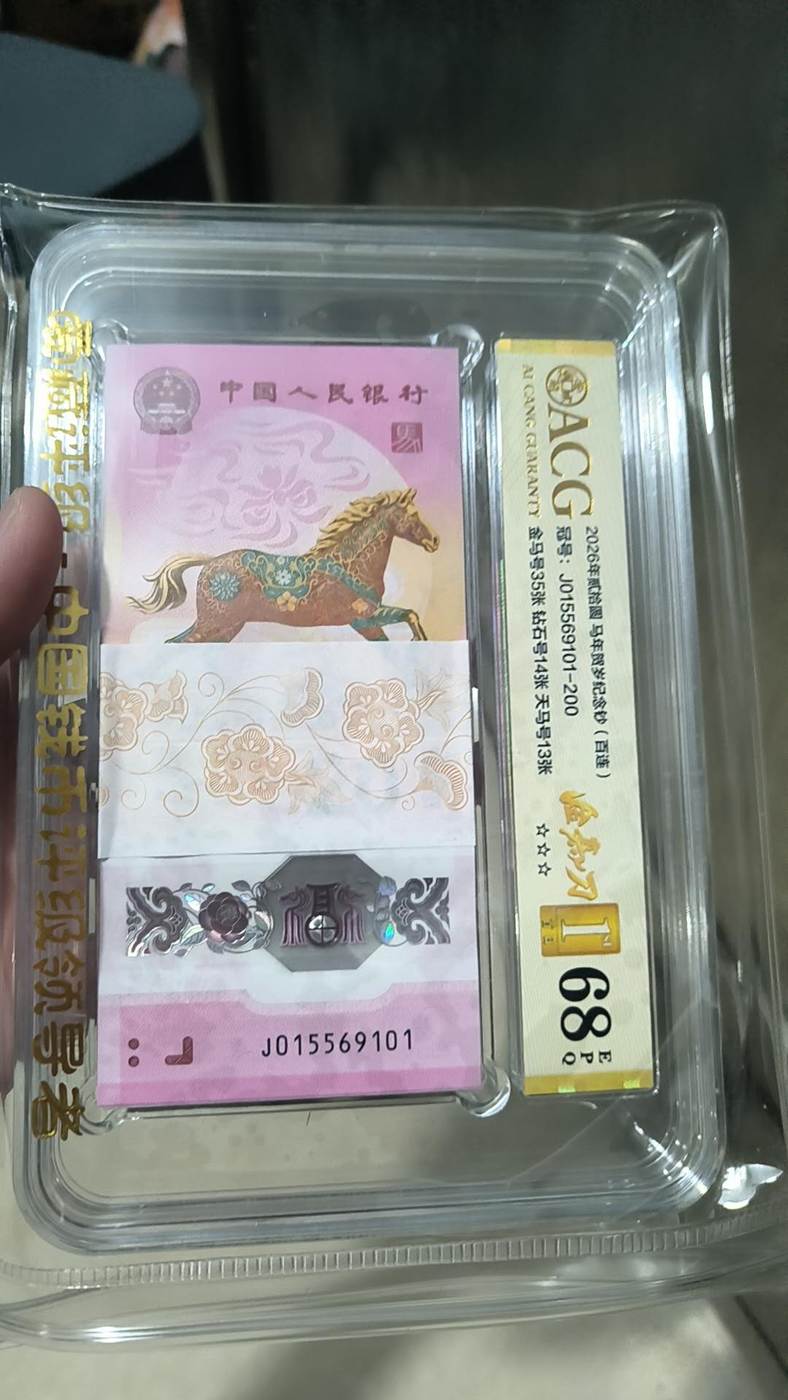 爱藏评级·中国钱币评级领导者
中国人民银行
J015569101
ACG
AI CANG GUARANTY
2026年贰拾圆 马年贺岁纪念钞（百连）
冠号：J015569101-200
金马号35张 钻石号14张 天马号13张
☆☆☆
T
68
E
P
Q